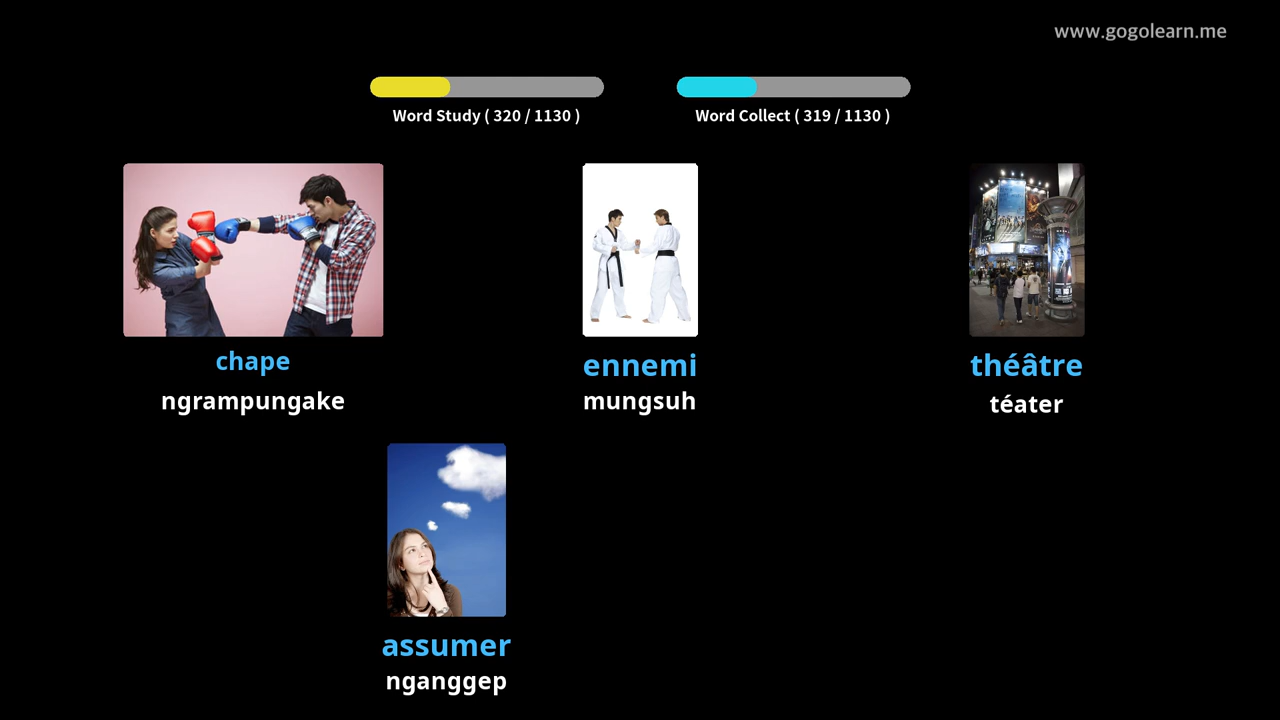 www.gogolearn.me
Word Study ( 320 / 1130 )
Word Collect ( 319 / 1130 )
chape
ngrampungake
ennemi
mungsuh
théâtre
téater
assumer
nganggep